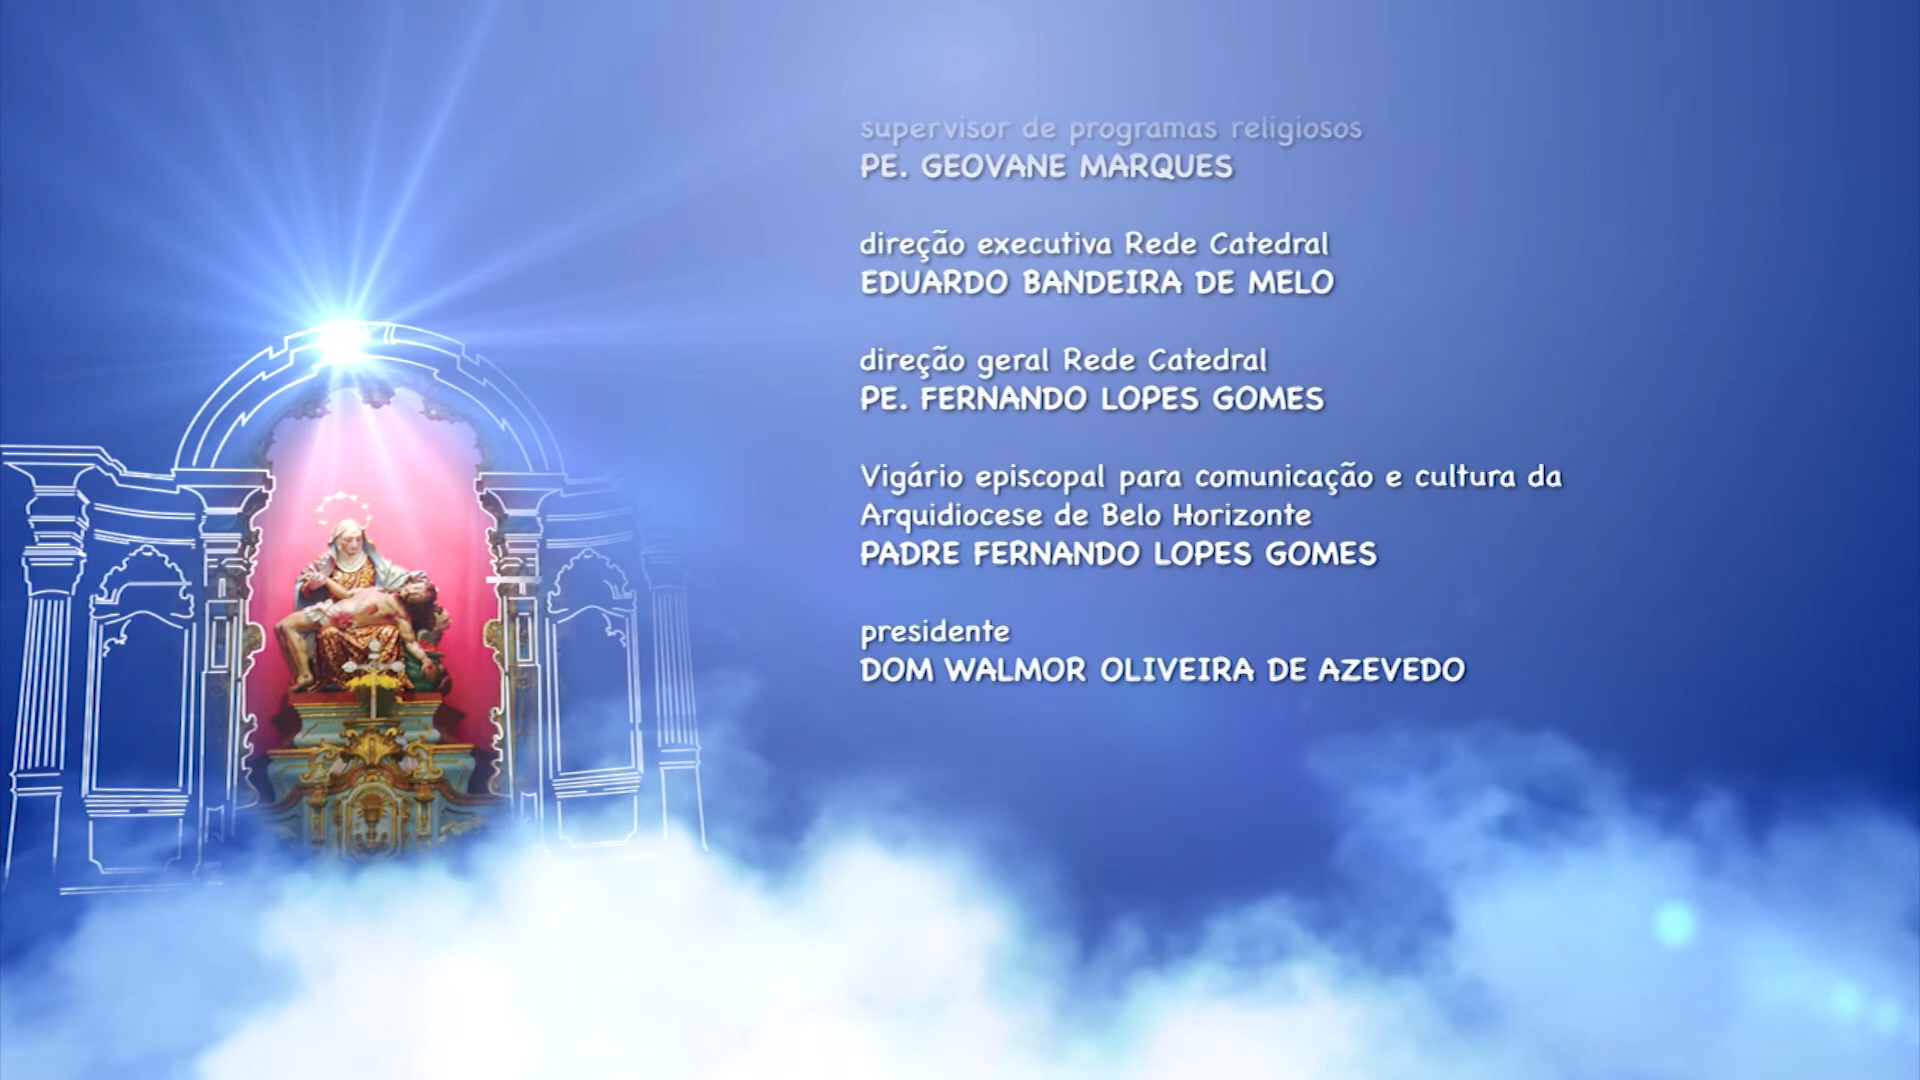 supervisor de programas religiosos
PE. GEOVANE MARQUES
direção executiva Rede Catedral
EDUARDO BANDEIRA DE MELO
direção geral Rede Catedral
PE. FERNANDO LOPES GOMES
Vigário episcopal para comunicação e cultura da
Arquidiocese de Belo Horizonte
PADRE FERNANDO LOPES GOMES
presidente
DOM WALMOR OLIVEIRA DE AZEVEDO